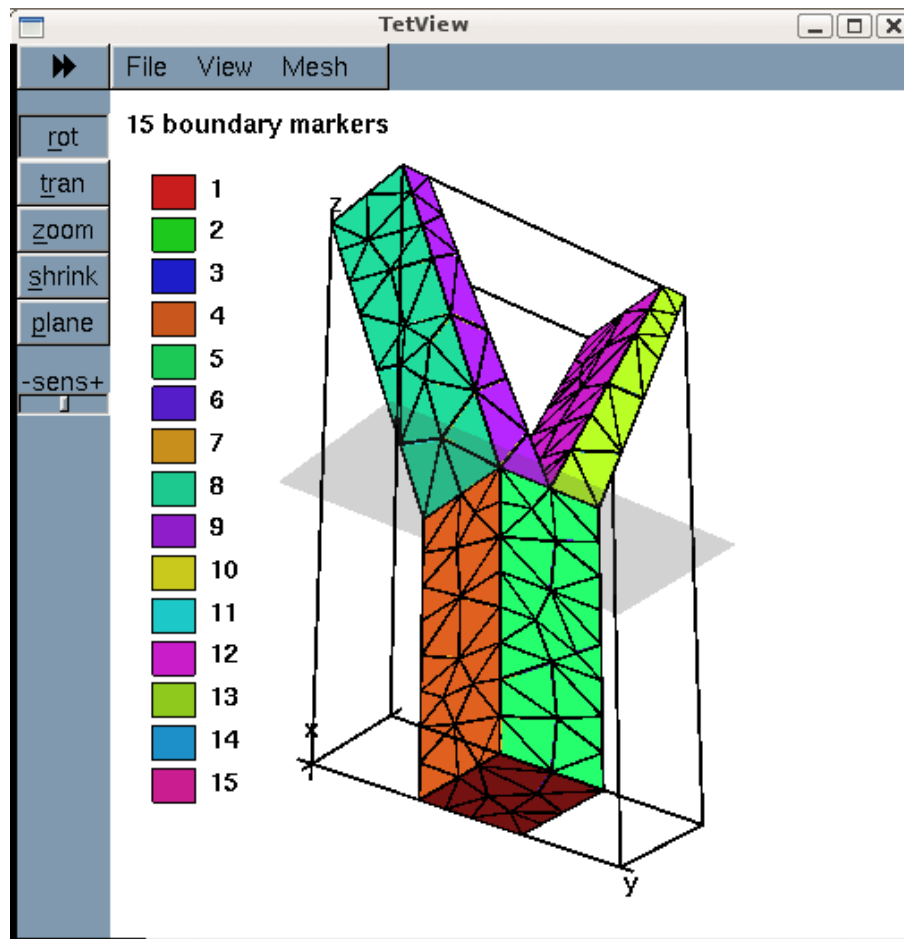 TetView
File View Mesh
rot
tran
zoom
shrink
plane
-sens+
15 boundary markers
1
2
3
4
5
6
7
8
9
10
11
12
13
14
15
z
x
y